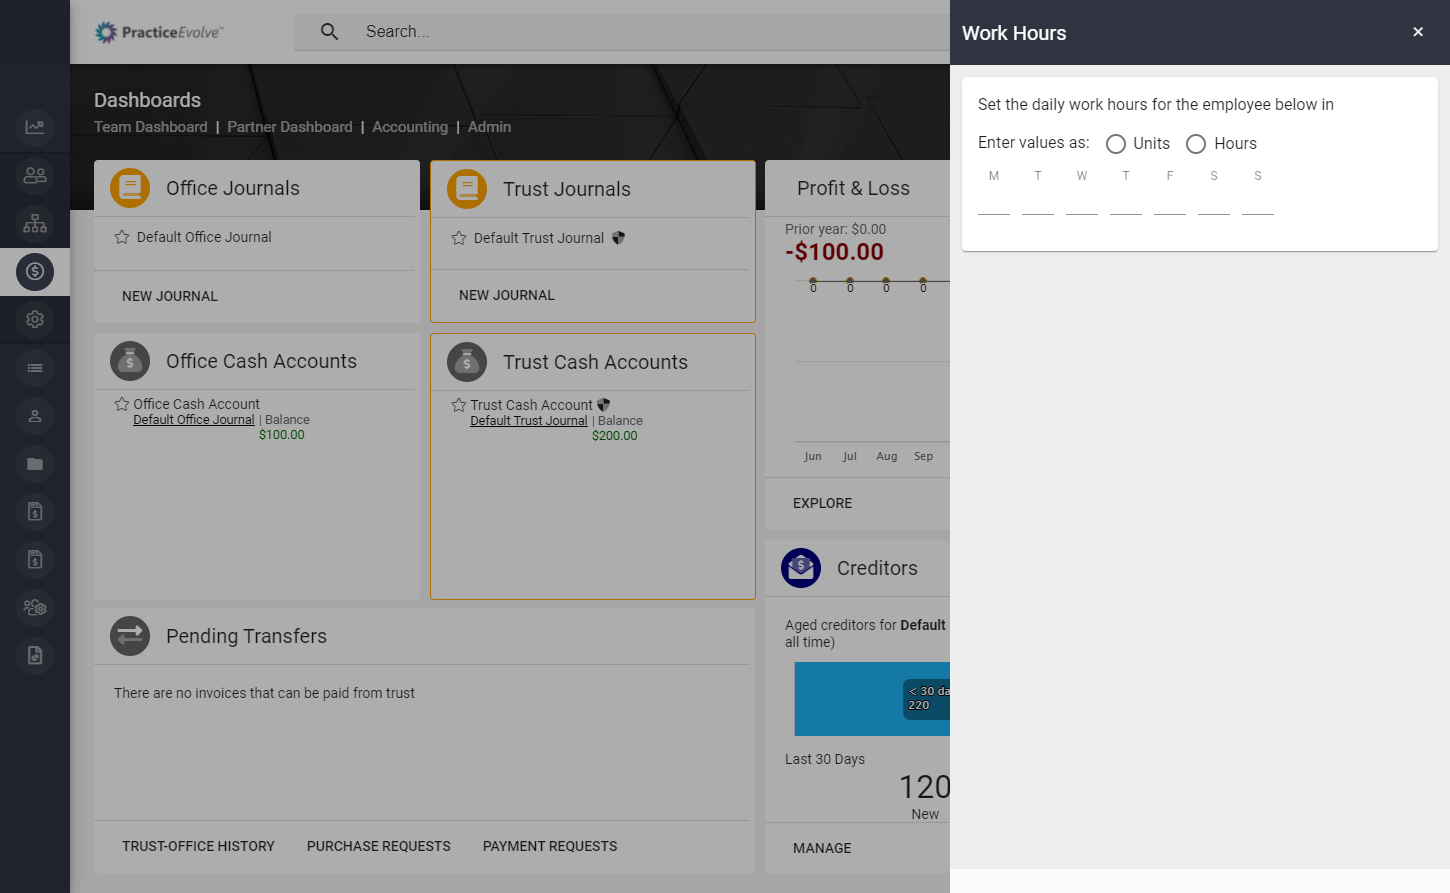 PracticeEvolve™
Search...
Dashboards
Team Dashboard | Partner Dashboard | Accounting | Admin
Office Journals
Default Office Journal
NEW JOURNAL
Trust Journals
Default Trust Journal
NEW JOURNAL
Office Cash Accounts
Office Cash Account
Default Office Journal | Balance
$100.00
Trust Cash Accounts
Trust Cash Account
Default Trust Journal | Balance
$200.00
Pending Transfers
There are no invoices that can be paid from trust
TRUST-OFFICE HISTORY PURCHASE REQUESTS PAYMENT REQUESTS
Profit & Loss
Prior year: $0.00
-$100.00
0 0 0 0
Jun Jul Aug Sep
EXPLORE
Creditors
Aged creditors for Default
all time)
< 30 da
220
Last 30 Days
120
New
MANAGE
Work Hours
×
Set the daily work hours for the employee below in
Enter values as: Units Hours
M T W T F S S